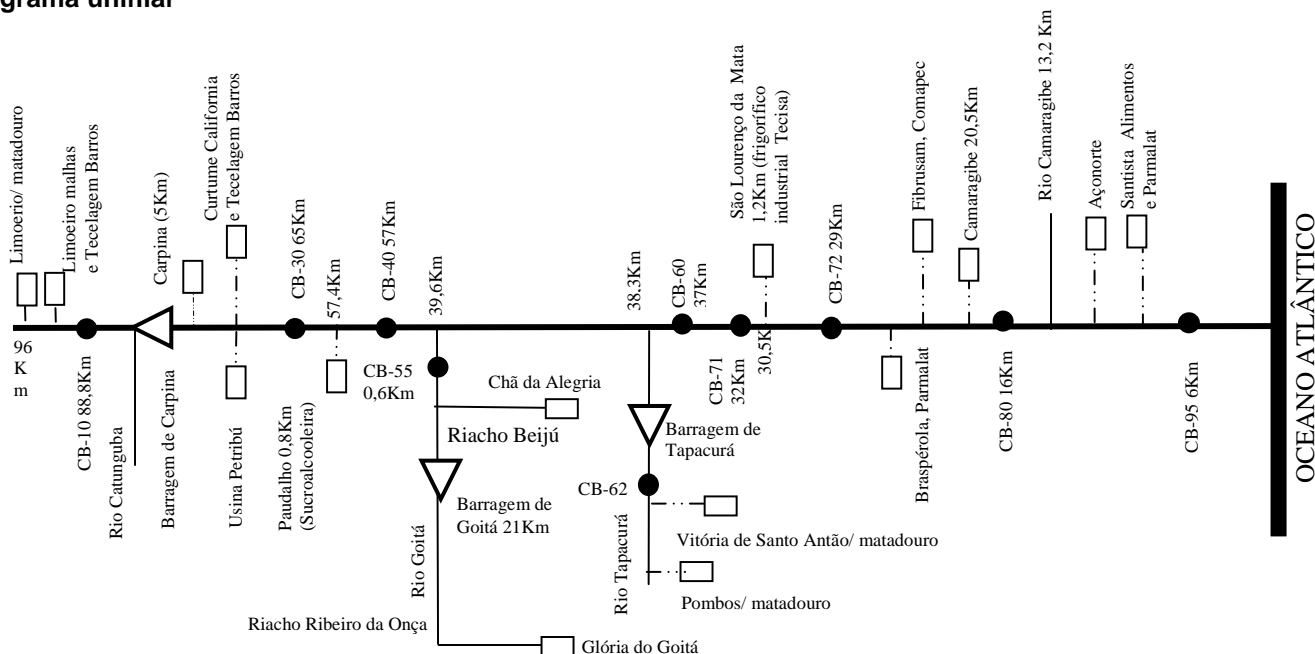 grama unifilar
Limoerio/ matadouro
Limoeiro malhas
e Tecelagem Barros
Carpina (5Km)
Curtume California
e Tecelagem Barros
CB-30 65Km
57,4Km
CB-40 57Km
39,6Km
38.3Km
CB-60
37Km
São Lourenço da Mata
1,2Km (frigorífico
industrial Tecisa)
CB-72 29Km
Fibrusam, Comapec
Camaragibe 20,5Km
Rio Camaragibe 13,2 Km
Açonorte
Santista Alimentos
e Parmalat
OCEANO ATLÂNTICO
96
K
m
CB-10 88,8Km
Rio Catunguba
Barragem de Carpina
Usina Petribú
Paudalho 0,8Km
(Sucroalcooleira)
CB-55
0,6Km
Chã da Alegria
Riacho Beijú
Barragem de
Goitá 21Km
Rio Goitá
Riacho Ribeiro da Onça
Glória do Goitá
Barragem de
Tapacurá
CB-62
Rio Tapacurá
Vitória de Santo Antão/ matadouro
Pombos/ matadouro
CB-71
32Km
30,5K
Braspérola, Parmalat
CB-80 16Km
CB-95 6Km